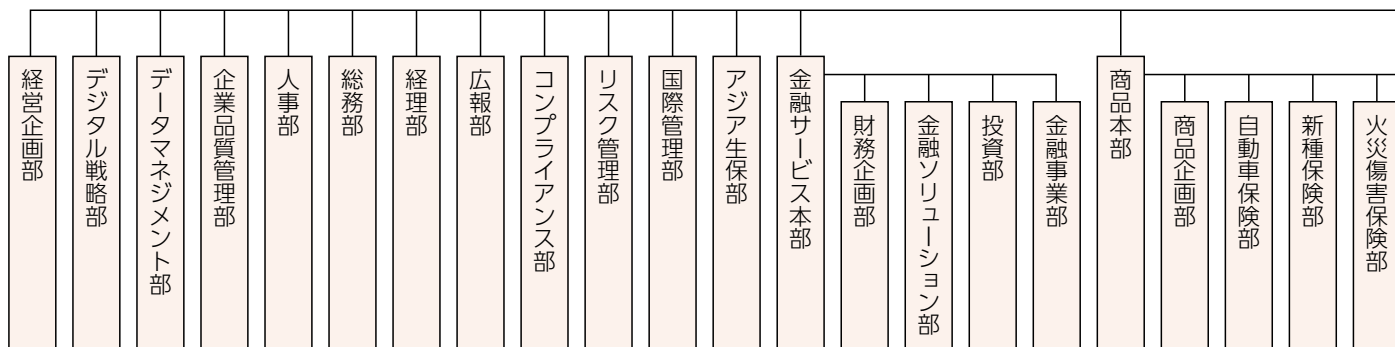 経営企画部
デジタル戦略部
データマネジメント部
企業品質管理部
人事部
総務部
経理部
広報部
コンプライアンス部
リスク管理部
国際管理部
アジア生保部
金融サービス本部
財務企画部
金融ソリューション部
投資部
金融事業部
商品本部
商品企画部
自動車保険部
新種保険部
火災傷害保険部